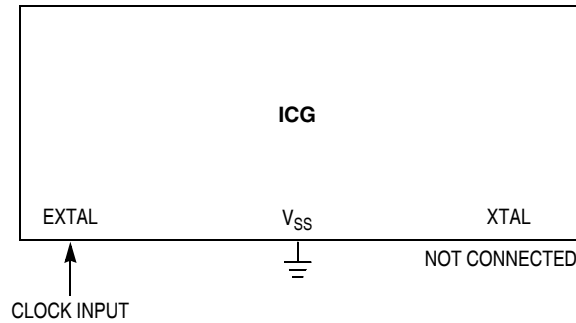 ICG
EXTAL
VSS
XTAL
NOT CONNECTED
CLOCK INPUT